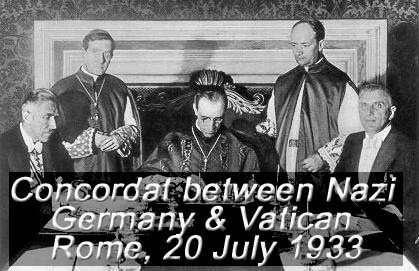 Concordat between Nazi
Germany & Vatican
Rome, 20 July 1933